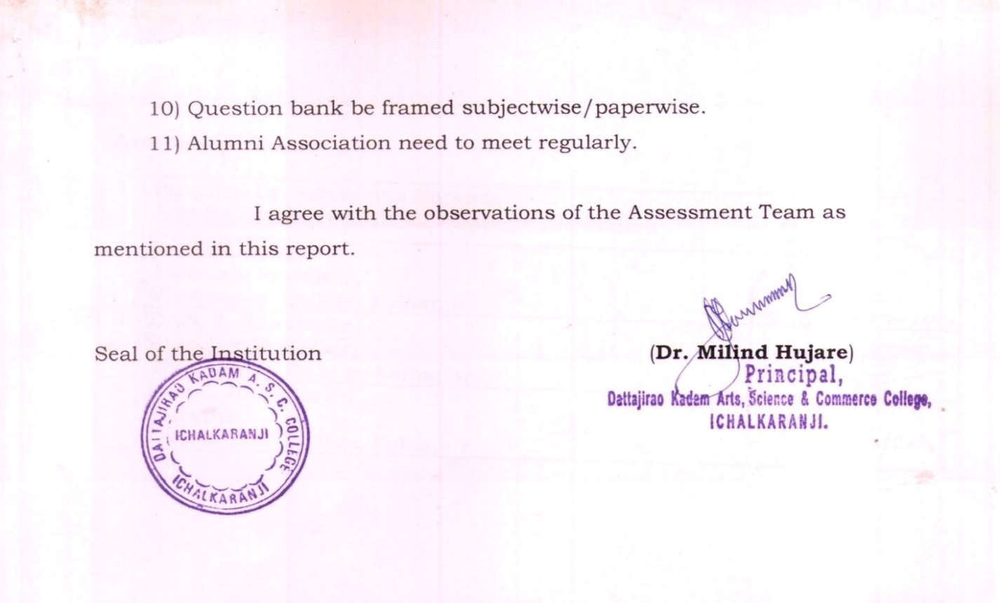 10) Question bank be framed subjectwise/paperwise.
11) Alumni Association need to meet regularly.
I agree with the observations of the Assessment Team as
mentioned in this report.
Seal of the Institution
(Dr. Milind Hujare)
Principal,
Dattajirao Kadam Arts, Science & Commerce College,
ICHALKARANJI.
DATTAJIRAO KADAM A. S. C. COLLEGE
ICHALKARANJI
ICHALKARANJI